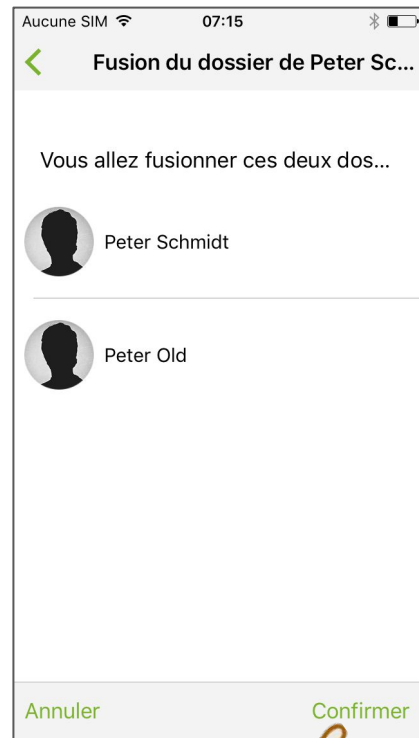 Aucune SIM 07:15
Fusion du dossier de Peter Sc...
Vous allez fusionner ces deux dos...
Peter Schmidt
Peter Old
Annuler Confirmer